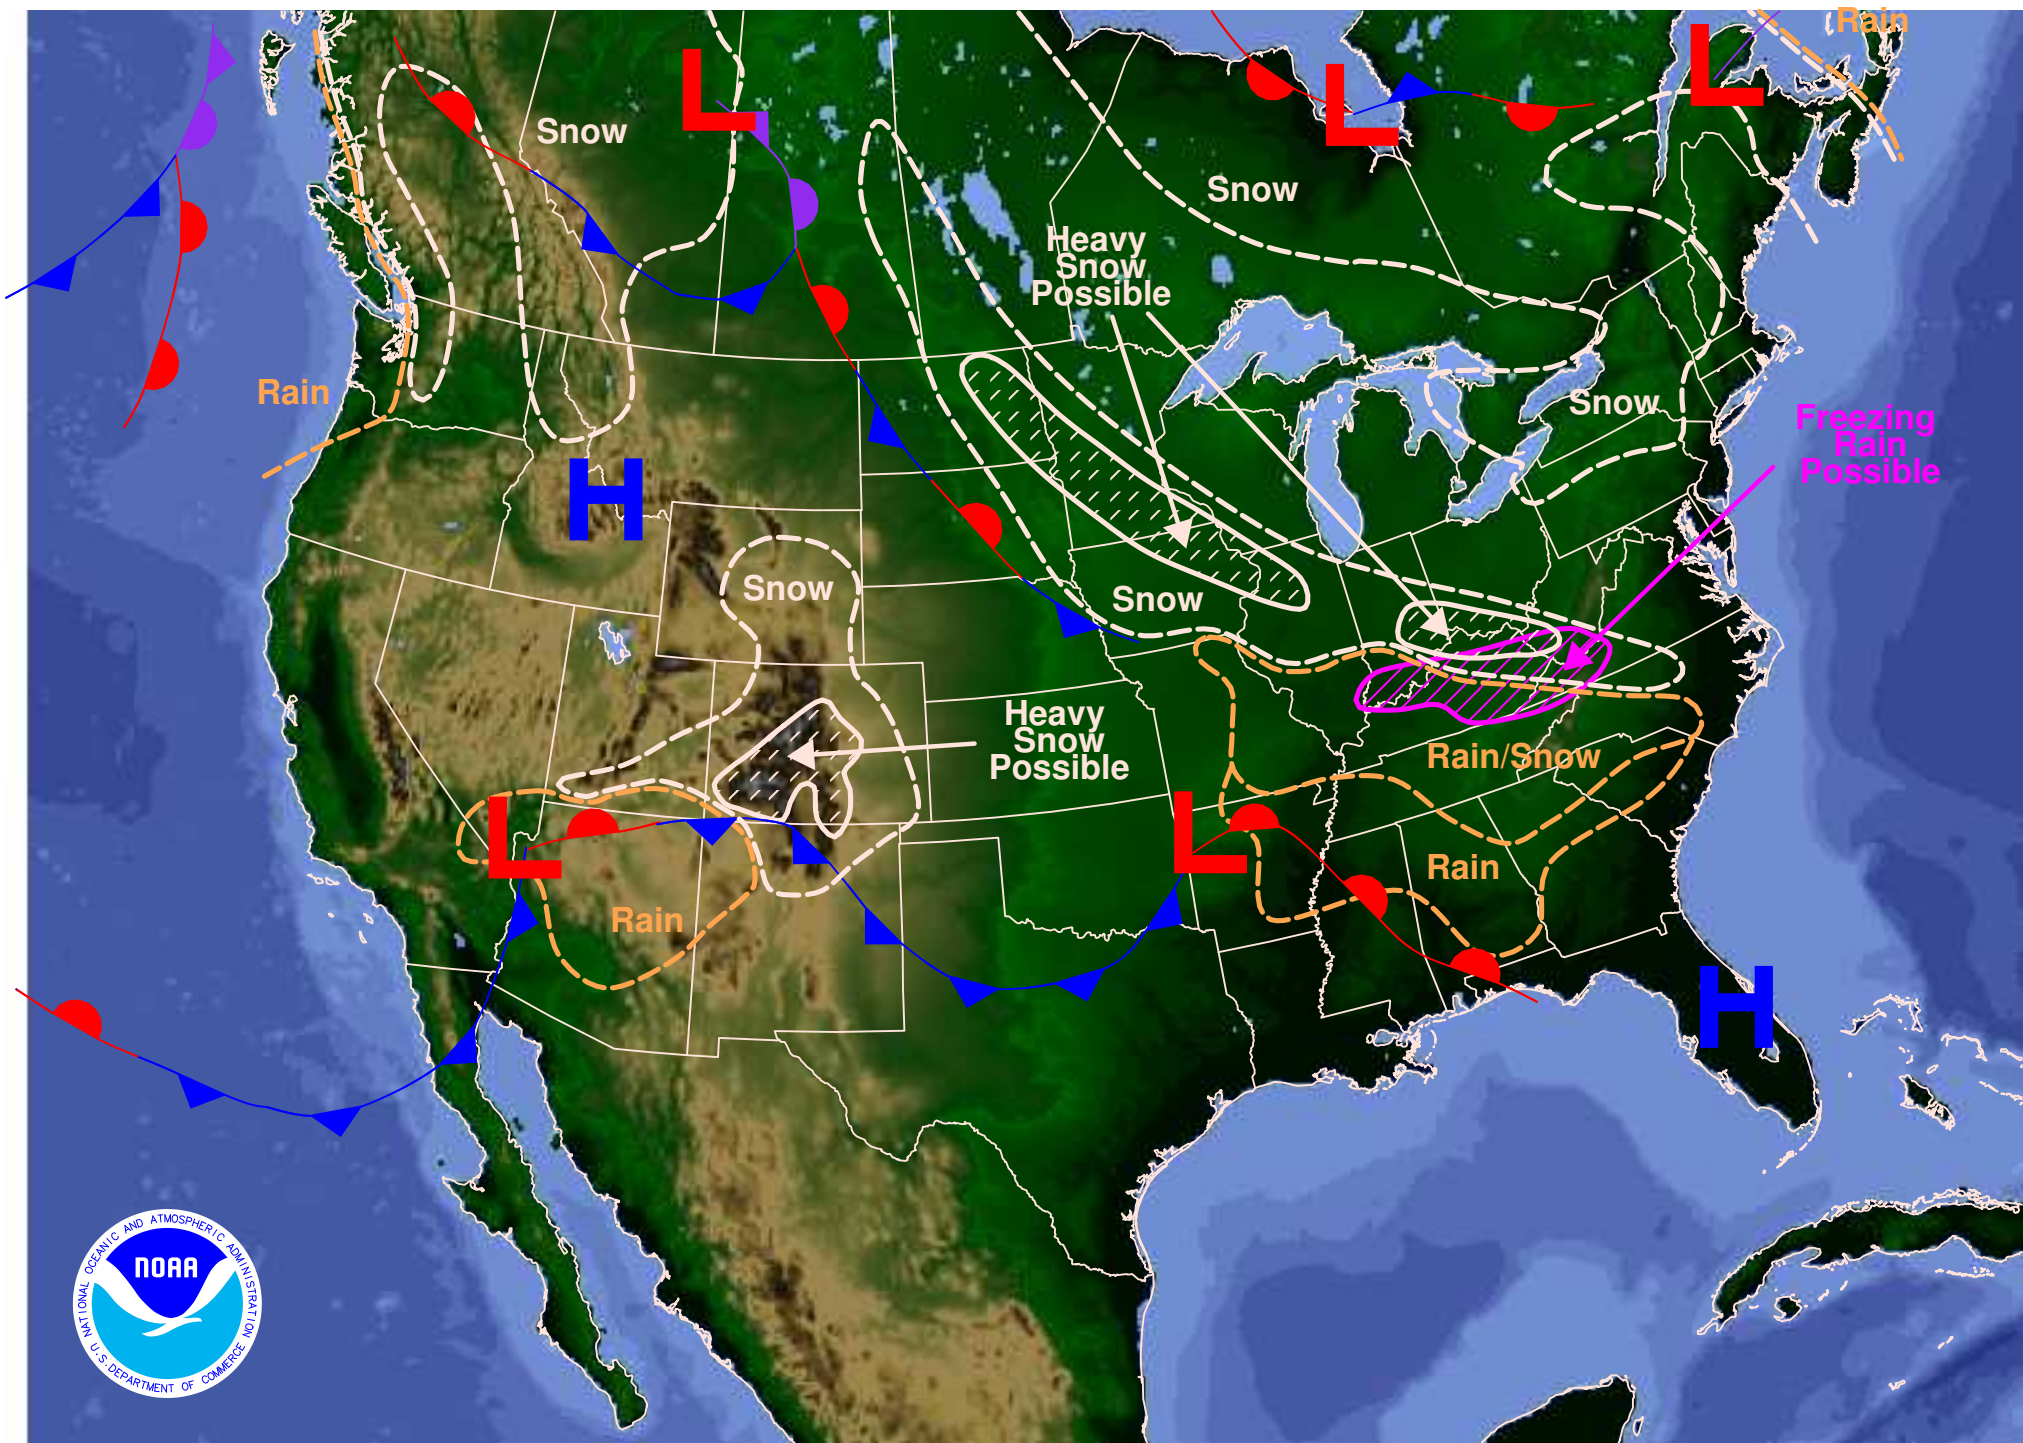 Rain
L
L
L
Snow
Snow
Heavy
Snow
Possible
Rain
Snow
Freezing
Rain
Possible
H
Snow
Snow
Heavy
Snow
Possible
Rain/Snow
L
L
Rain
Rain
H
NATIONAL OCEANIC AND ATMOSPHERIC ADMINISTRATION
NOAA
U.S. DEPARTMENT OF COMMERCE